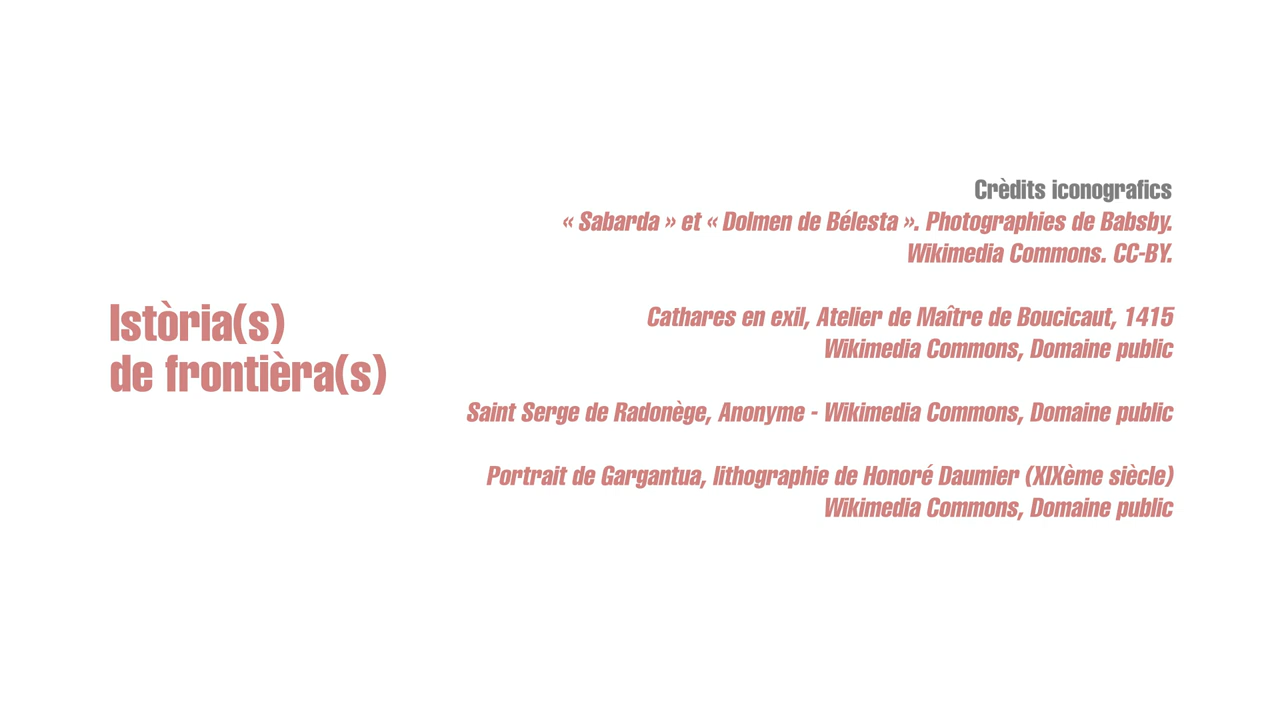 Istòria(s)
de frontièra(s)
Crèdits iconografics
« Sabarda » et « Dolmen de Bélesta ». Photographies de Babsby.
Wikimedia Commons. CC-BY.
Cathares en exil, Atelier de Maître de Boucicaut, 1415
Wikimedia Commons, Domaine public
Saint Serge de Radonège, Anonyme - Wikimedia Commons, Domaine public
Portrait de Gargantua, lithographie de Honoré Daumier (XIXème siècle)
Wikimedia Commons, Domaine public